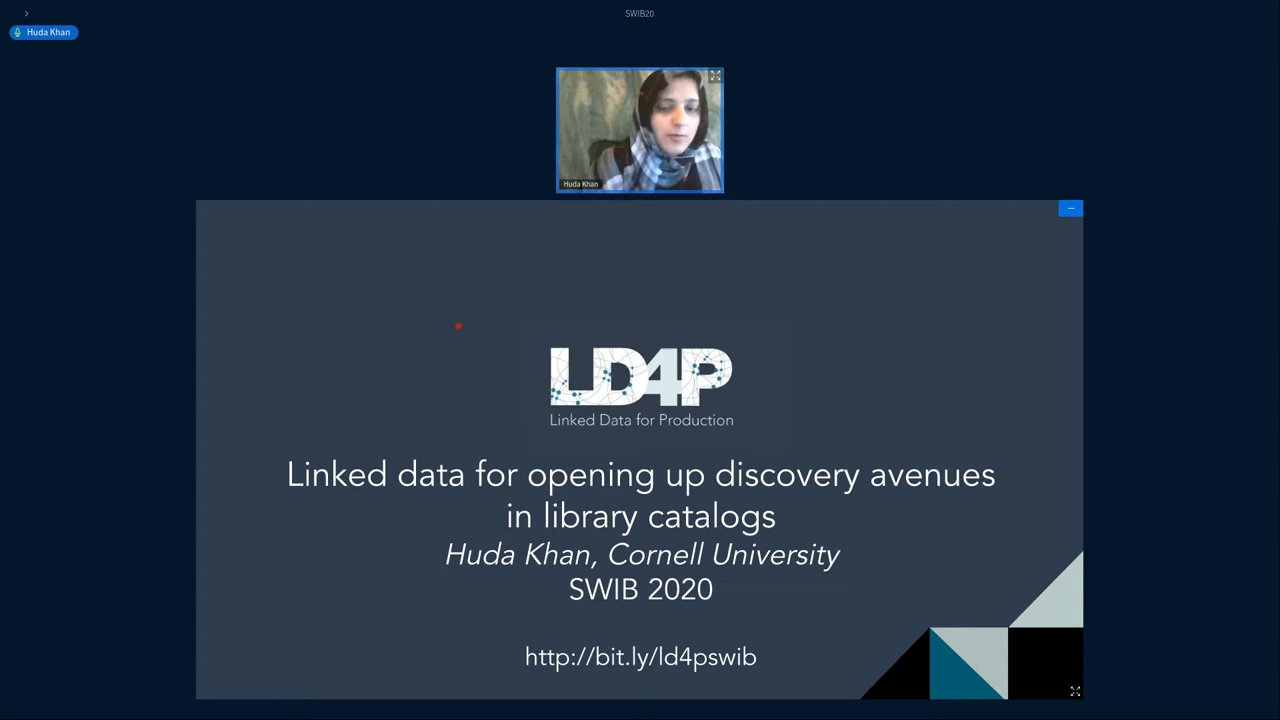 SWIB20
Huda Khan
Huda Khan
LD4P
Linked Data for Production
Linked data for opening up discovery avenues
in library catalogs
Huda Khan, Cornell University
SWIB 2020
http://bit.ly/ld4pswib